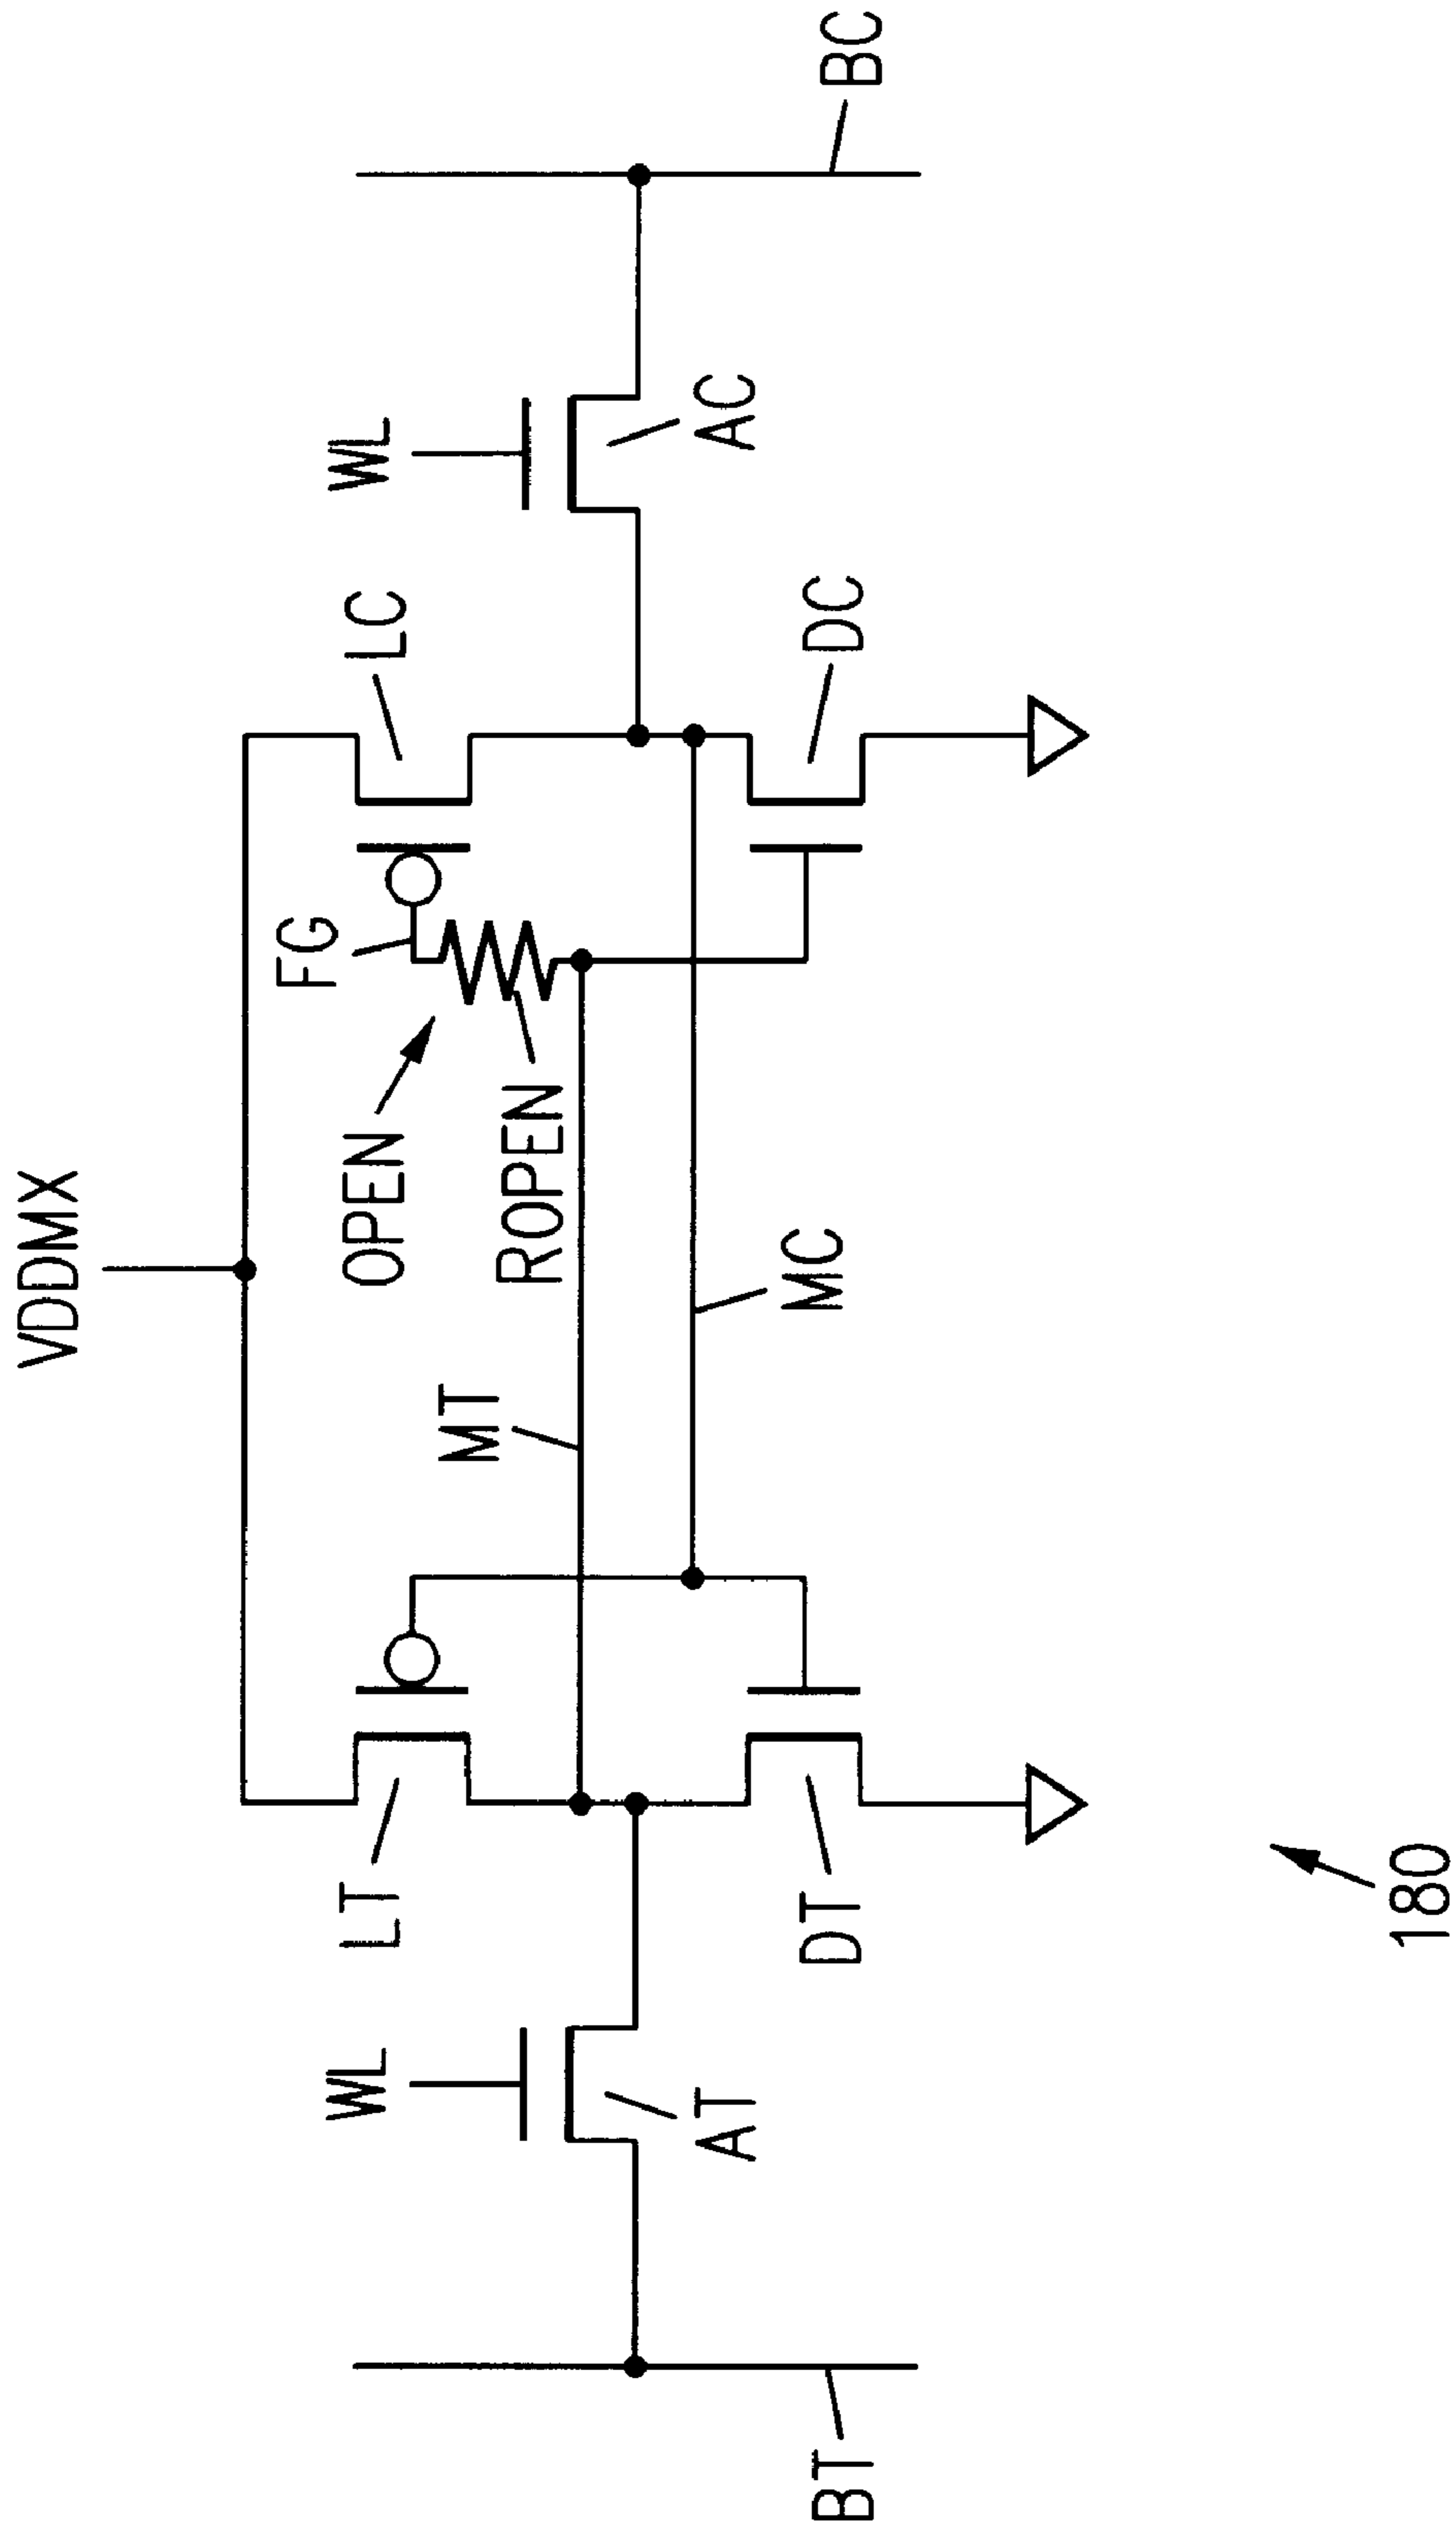 VDDMX
LT
MT
OPEN
FG
LC
WL
WL
ROPEN
AT
DT
MC
DC
AC
BT
BC
180